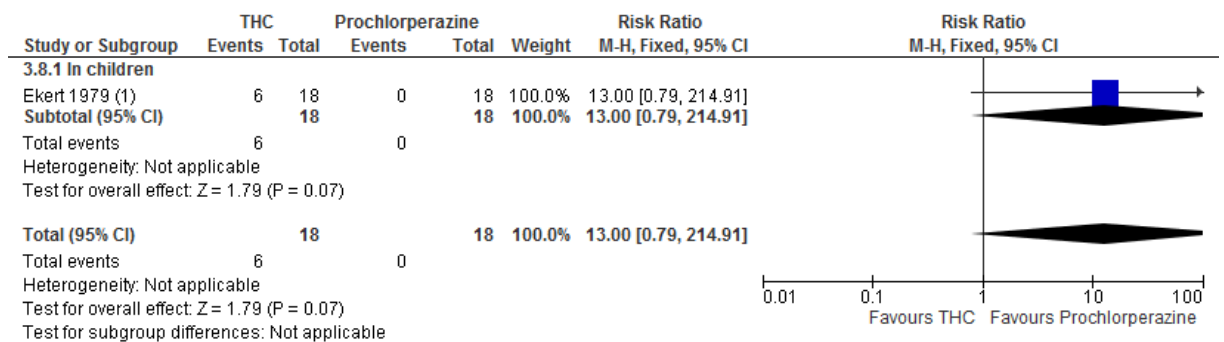 THC Prochlorperazine Risk Ratio Risk Ratio
Study or Subgroup Events Total Events Total Weight M-H, Fixed, 95% CI M-H, Fixed, 95% CI
3.8.1 In children
Ekert 1979 (1) 6 18 0 18 100.0% 13.00 [0.79, 214.91]
Subtotal (95% CI) 18 18 100.0% 13.00 [0.79, 214.91]
Total events 6 0
Heterogeneity: Not applicable
Test for overall effect: Z = 1.79 (P = 0.07)
Total (95% CI) 18 18 100.0% 13.00 [0.79, 214.91]
Total events 6 0
Heterogeneity: Not applicable
Test for overall effect: Z = 1.79 (P = 0.07)
Test for subgroup differences: Not applicable
0.01 0.1 1 10 100
Favours THC Favours Prochlorperazine